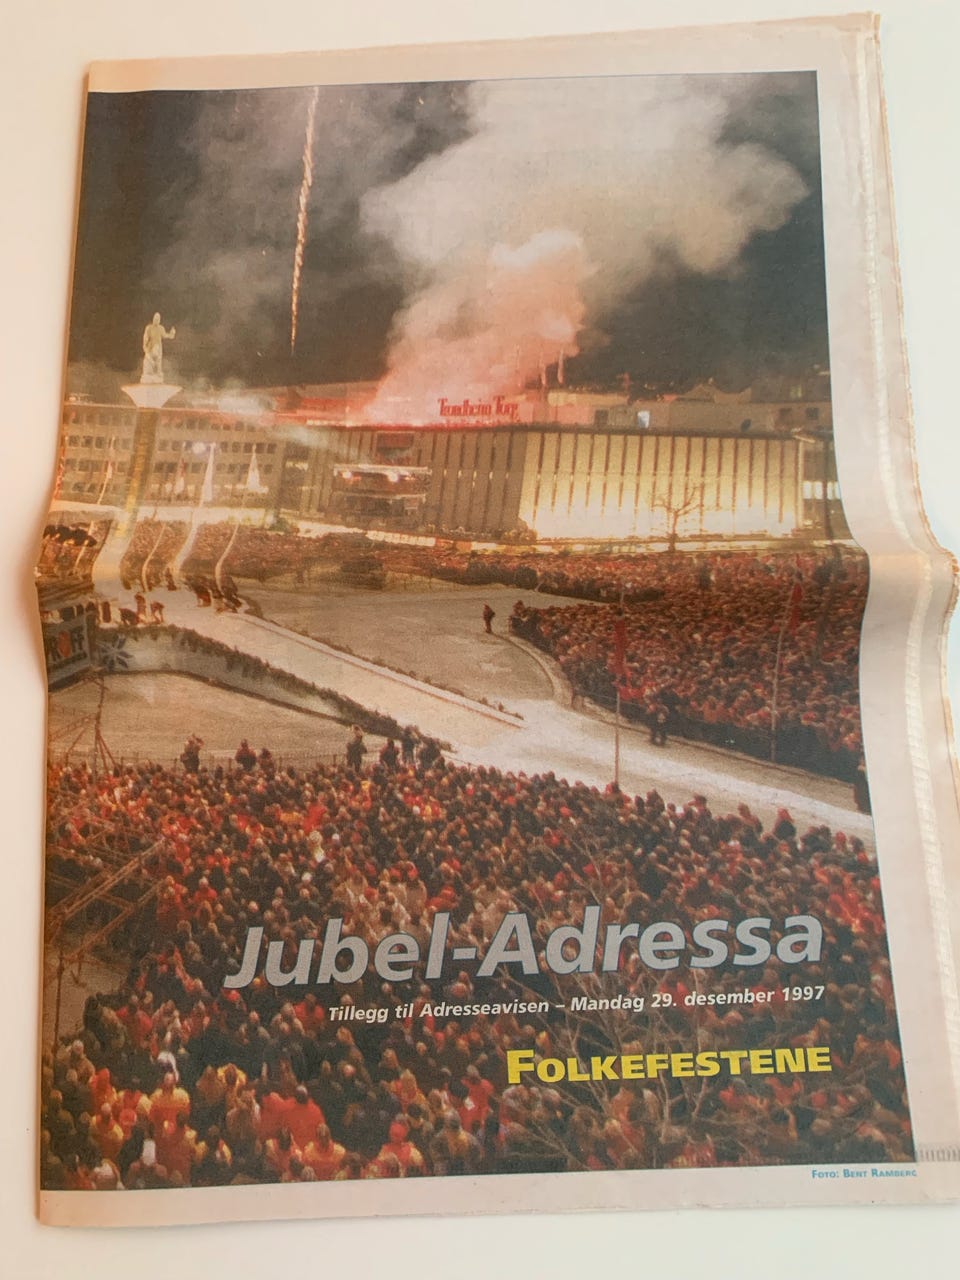 Trondheim Torg
Jubel-Adressa
Tillegg til Adresseavisen – Mandag 29. desember 1997
FOLKEFESTENE
FOTO: BENT RAMBERG